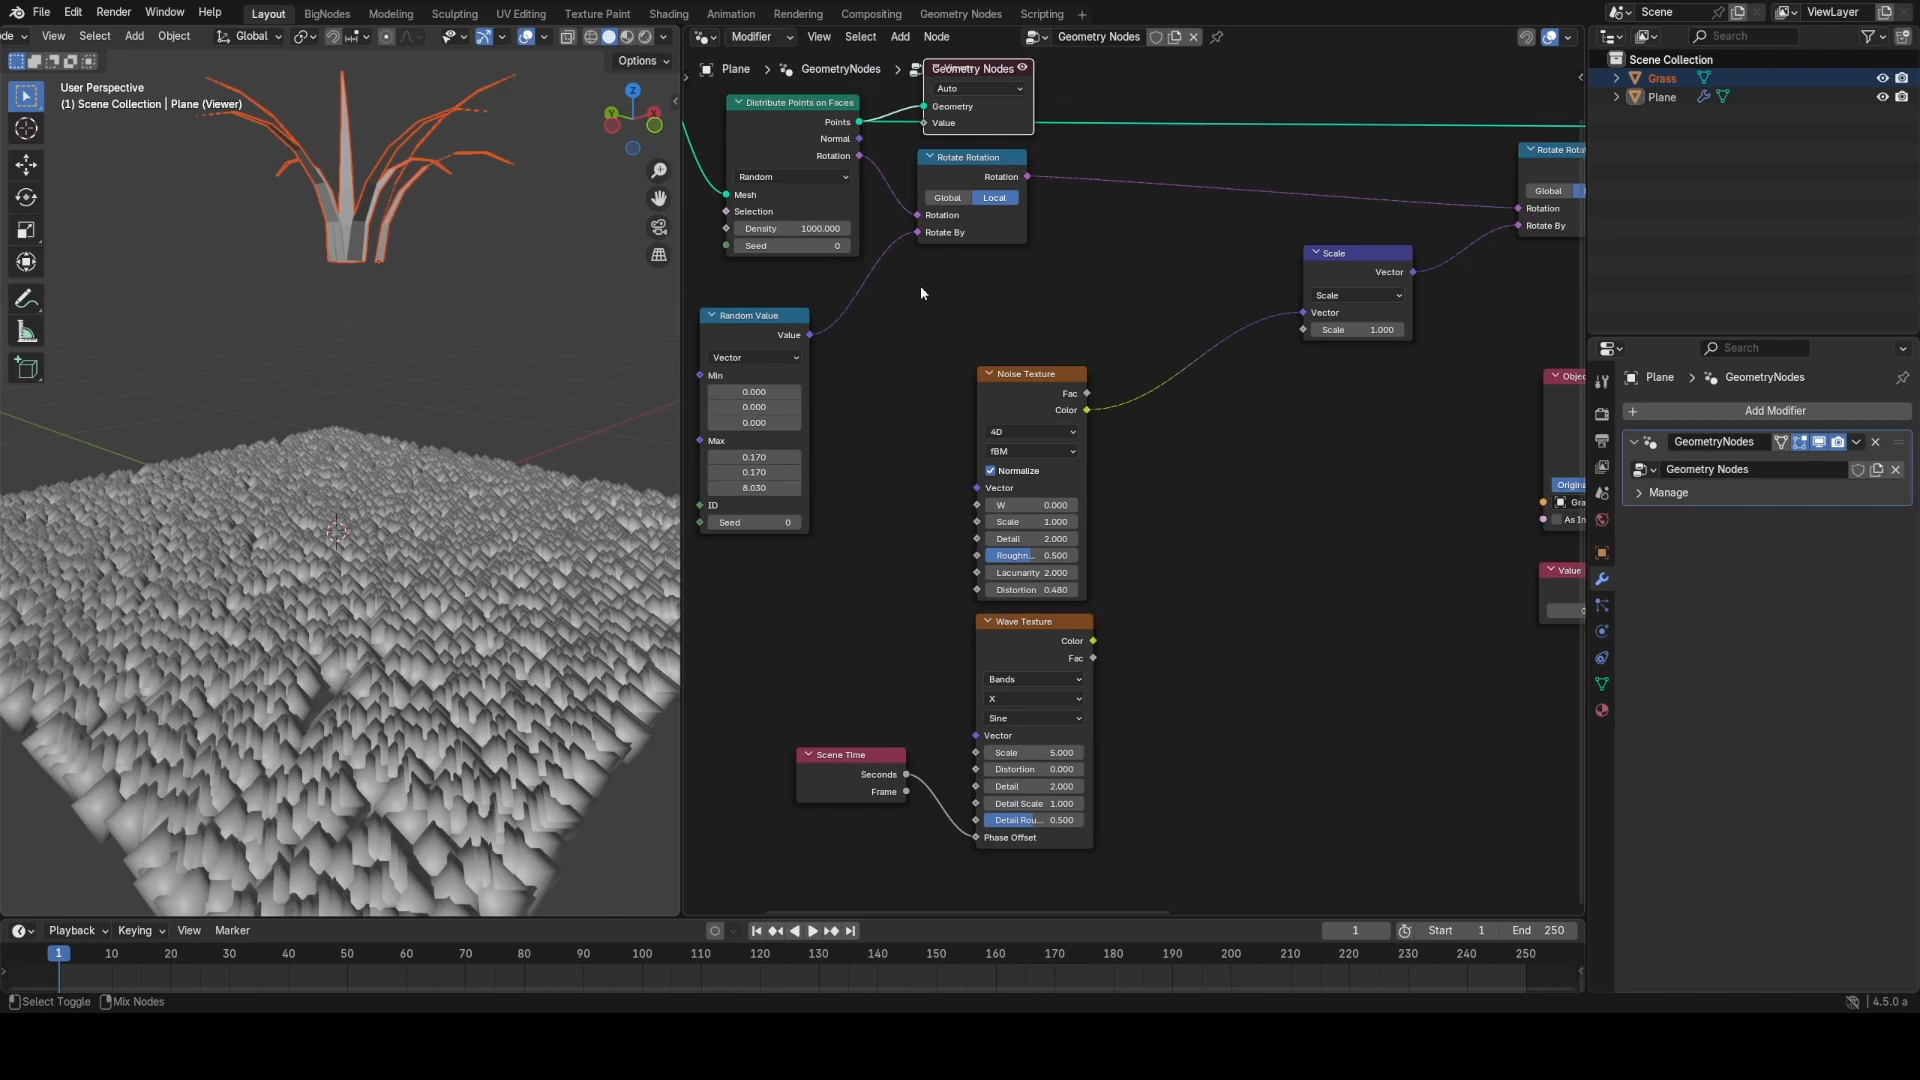 File Edit Render Window Help Layout BigNodes Modeling Sculpting UV Editing Texture Paint Shading Animation Rendering Compositing Geometry Nodes Scripting
Scene ViewLayer
View Select Add Object Global
Modifier View Select Add Node Geometry Nodes
Search
Options
User Perspective
(1) Scene Collection | Plane (Viewer)
Z
Y
Plane GeometryNodes Geometry Nodes
Auto
Geometry
Value
Distribute Points on Faces
Points
Normal
Rotation
Random
Mesh
Selection
Density 1000.000
Seed 0
Rotate Rotation
Rotation
Global Local
Rotation
Rotate By
Random Value
Value
Vector
Min
0.000
0.000
0.000
Max
0.170
0.170
8.030
ID
Seed 0
Noise Texture
Fac
Color
4D
fBM
Normalize
Vector
W 0.000
Scale 1.000
Detail 2.000
Roughn... 0.500
Lacunarity 2.000
Distortion 0.480
Wave Texture
Color
Fac
Bands
X
Sine
Vector
Scale 5.000
Distortion 0.000
Detail 2.000
Detail Scale 1.000
Detail Rou... 0.500
Phase Offset
Scene Time
Seconds
Frame
Scale
Vector
Scale
Vector
Scale 1.000
Rotate Rota
Global
Rotation
Rotate By
Objec
Origina
Gra
As In
Value
Scene Collection
Grass
Plane
Search
Plane GeometryNodes
Add Modifier
GeometryNodes
Geometry Nodes
Manage
Playback Keying View Marker
1 Start 1 End 250
1 10 20 30 40 50 60 70 80 90 100 110 120 130 140 150 160 170 180 190 200 210 220 230 240 250
Select Toggle Mix Nodes
4.5.0 a